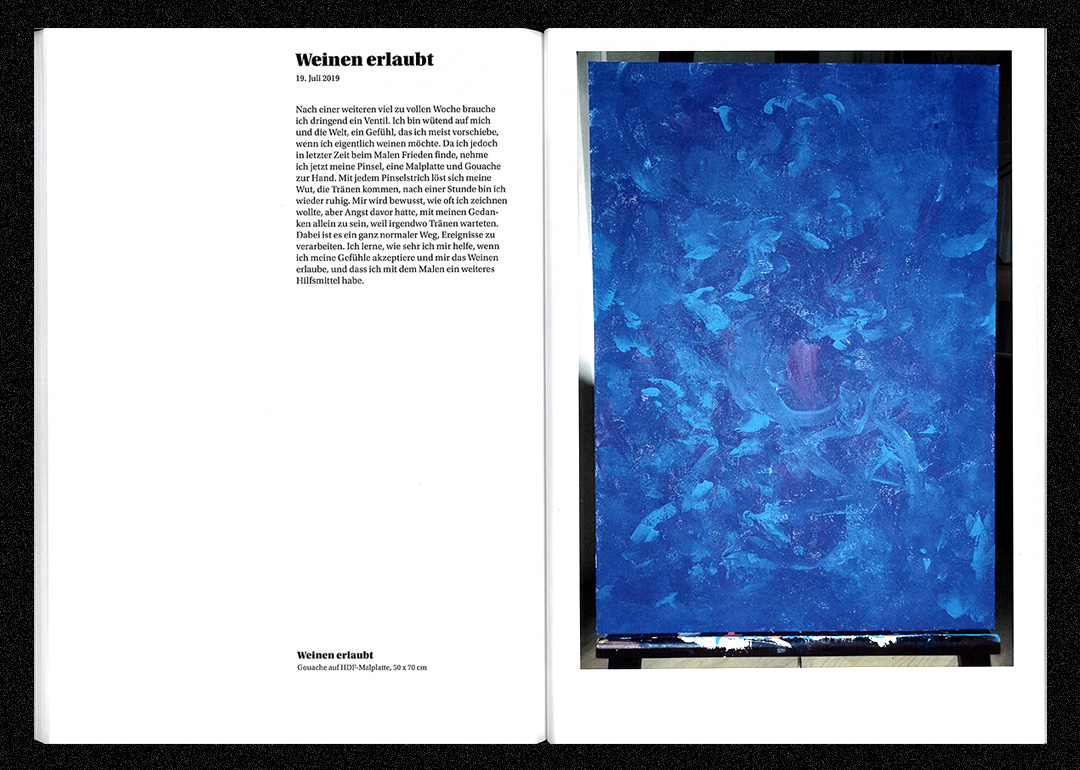 Weinen erlaubt
19. Juli 2019
Nach einer weiteren viel zu vollen Woche brauche
ich dringend ein Ventil. Ich bin wütend auf mich
und die Welt, ein Gefühl, das ich meist vorschiebe,
wenn ich eigentlich weinen möchte. Da ich jedoch
in letzter Zeit beim Malen Frieden finde, nehme
ich jetzt meine Pinsel, eine Malplatte und Gouache
zur Hand. Mit jedem Pinselstrich löst sich meine
Wut, die Tränen kommen, nach einer Stunde bin ich
wieder ruhig. Mir wird bewusst, wie oft ich zeichnen
wollte, aber Angst davor hatte, mit meinen Gedan-
ken allein zu sein, weil irgendwo Tränen warteten.
Dabei ist es ein ganz normaler Weg, Ereignisse zu
verarbeiten. Ich lerne, wie sehr ich mir helfe, wenn
ich meine Gefühle akzeptiere und mir das Weinen
erlaube, und dass ich mit dem Malen ein weiteres
Hilfsmittel habe.
Weinen erlaubt
Gouache auf HDF-Malplatte, 50 x 70 cm